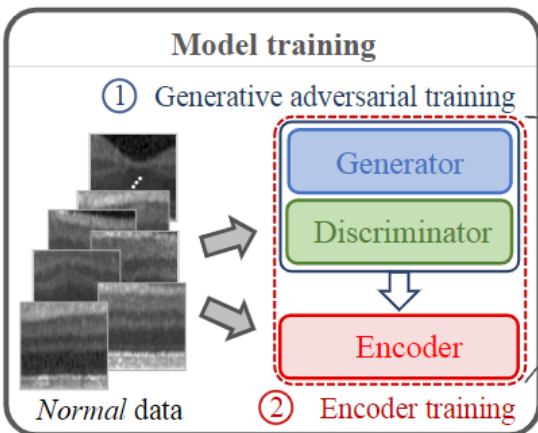 Model training
① Generative adversarial training
Generator
Discriminator
Encoder
Normal data
② Encoder training